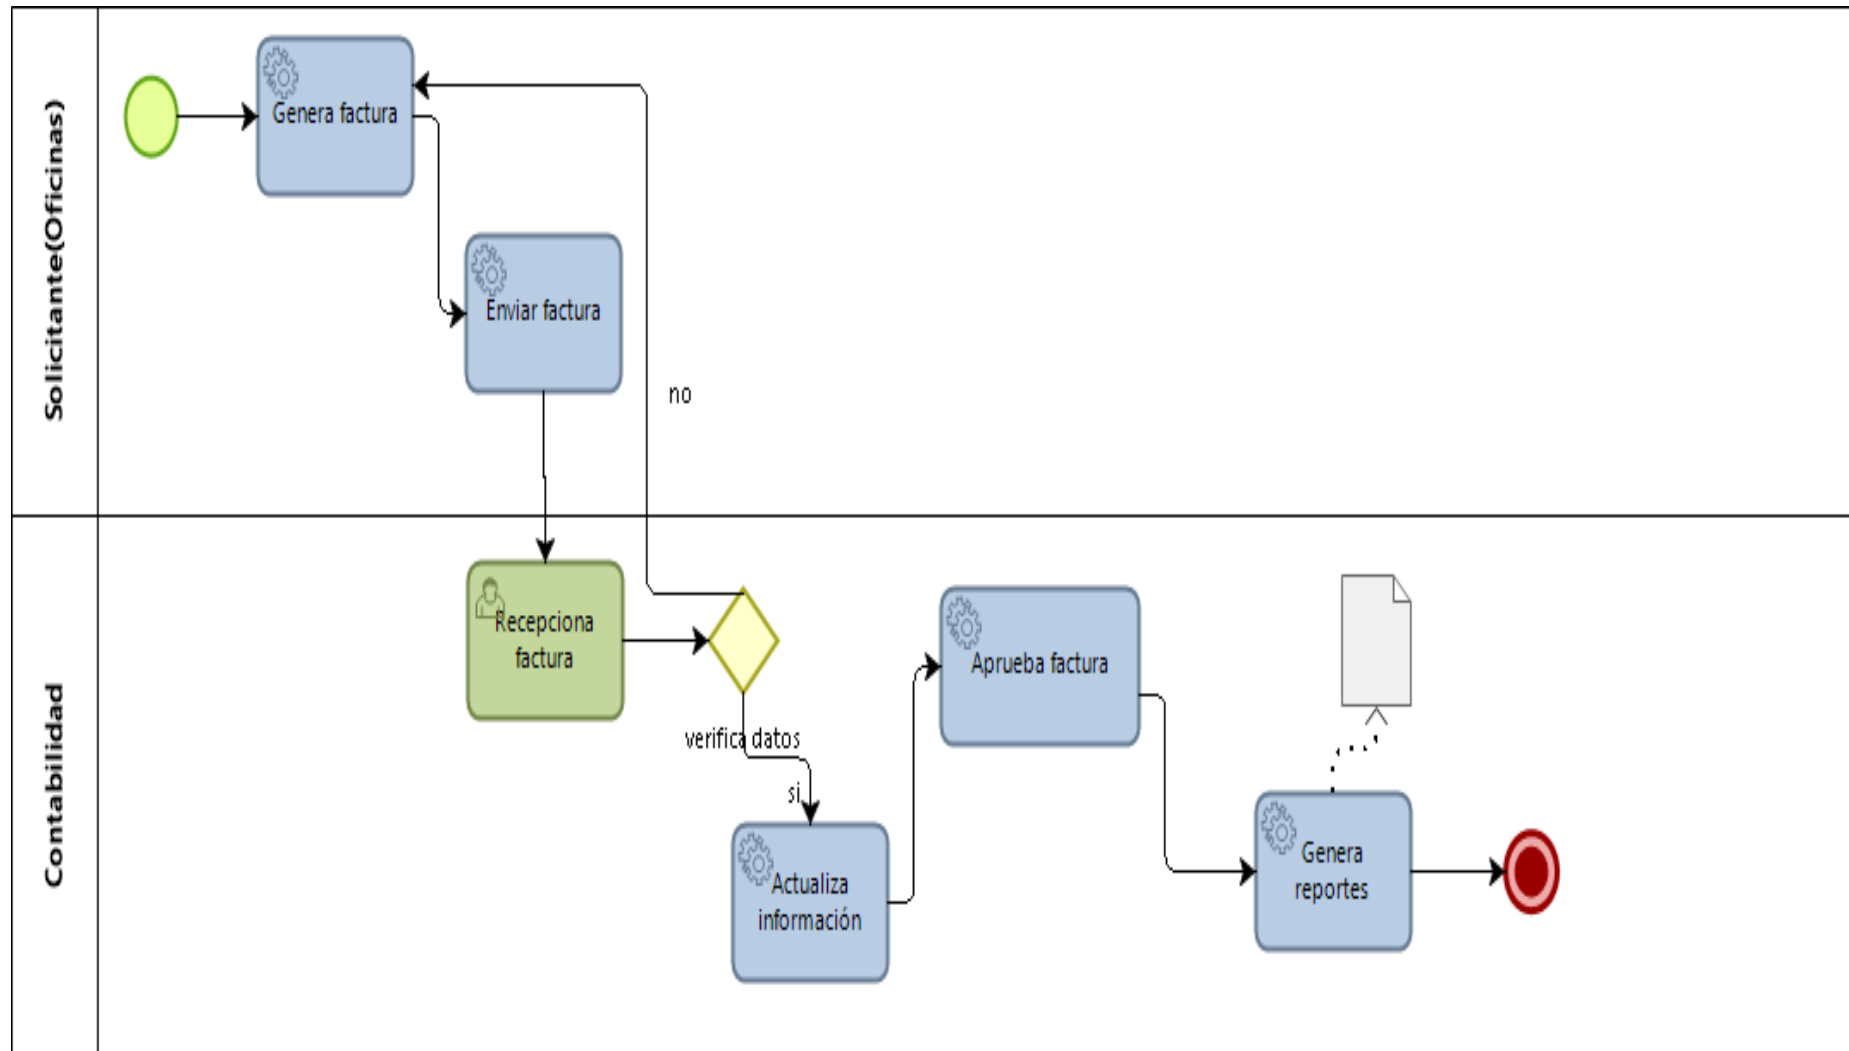 Solicitante(Oficinas)
Genera factura
Enviar factura
no
Contabilidad
Recepciona
factura
verifica datos
si
Actualiza
información
Aprueba factura
Genera
reportes